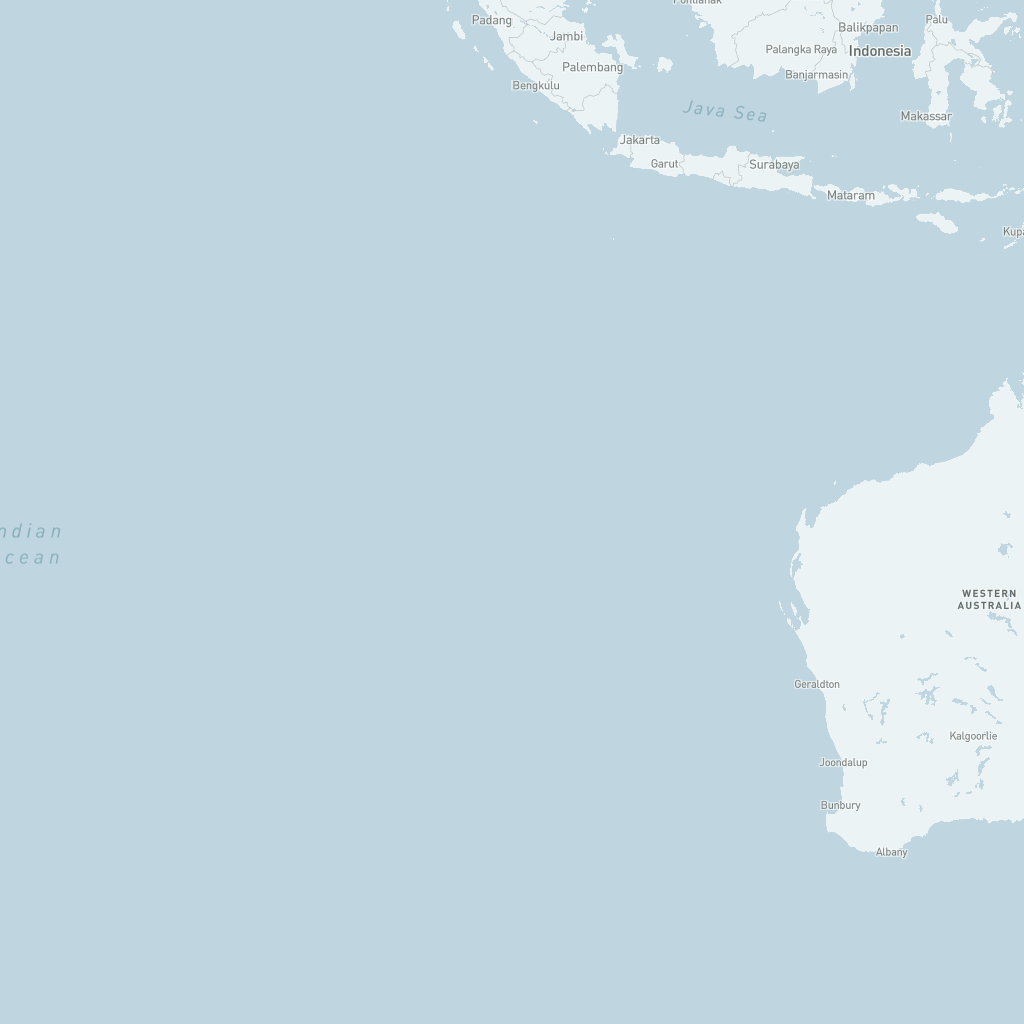 Pontianak
Padang
Palu
Balikpapan
Jambi
Palangka Raya
Indonesia
Palembang
Banjarmasin
Bengkulu
Java Sea
Makassar
Jakarta
Garut
Surabaya
Mataram
Kupa
ndian
cean
WESTERN
AUSTRALIA
Geraldton
Kalgoorlie
Joondalup
Bunbury
Albany